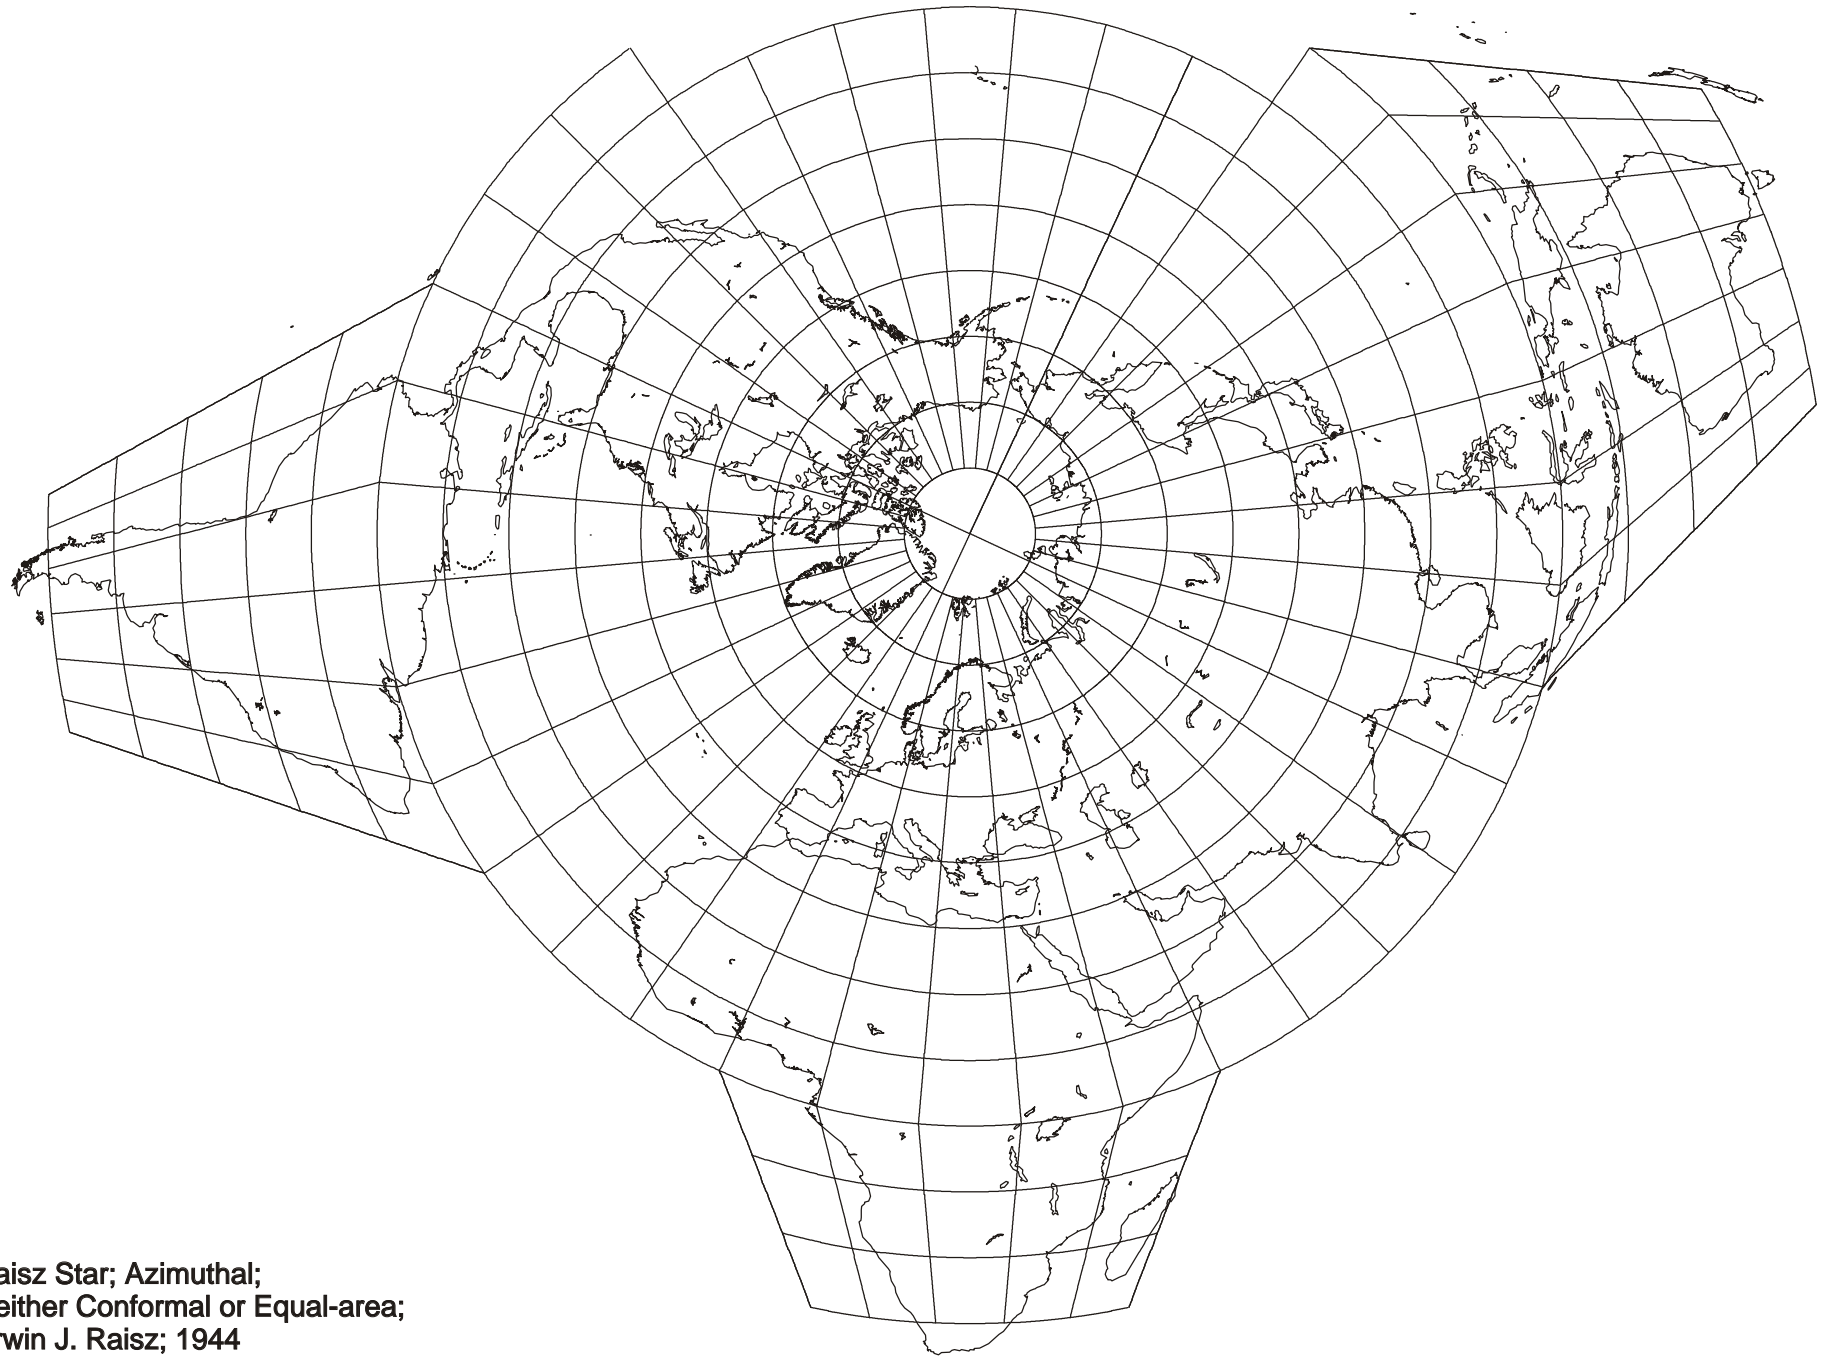 aisz Star; Azimuthal;
either Conformal or Equal-area;
rwin J. Raisz; 1944